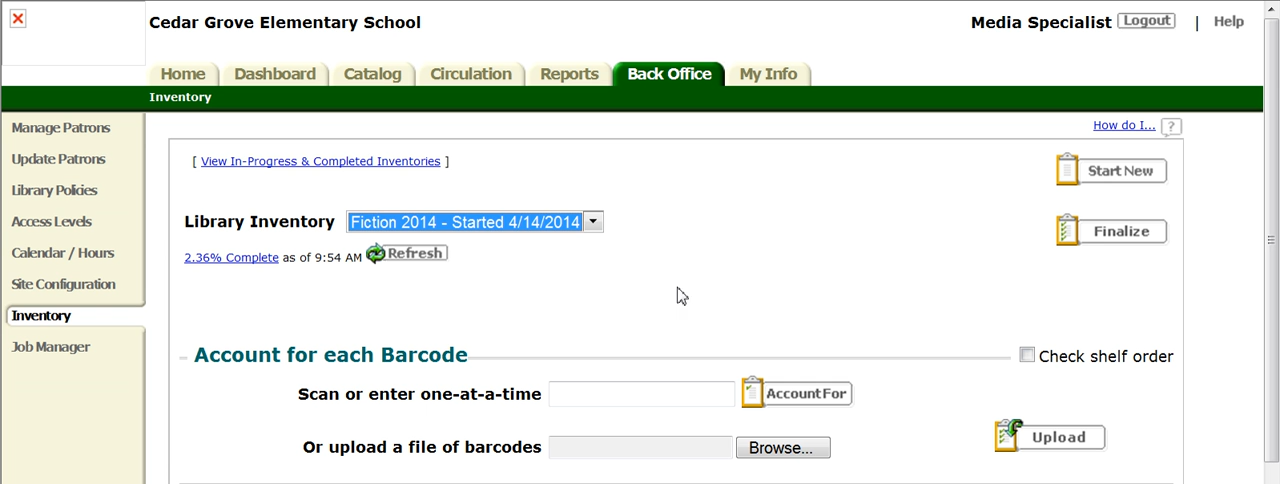 Cedar Grove Elementary School
Media Specialist Logout | Help
Home Dashboard Catalog Circulation Reports Back Office My Info
Inventory
How do I... ?
Manage Patrons
Update Patrons
Library Policies
Access Levels
Calendar / Hours
Site Configuration
Inventory
Job Manager
[ View In-Progress & Completed Inventories ]
Start New
Library Inventory Fiction 2014 - Started 4/14/2014
Finalize
2.36% Complete as of 9:54 AM Refresh
Account for each Barcode
Check shelf order
Scan or enter one-at-a-time Account For
Or upload a file of barcodes Browse... Upload